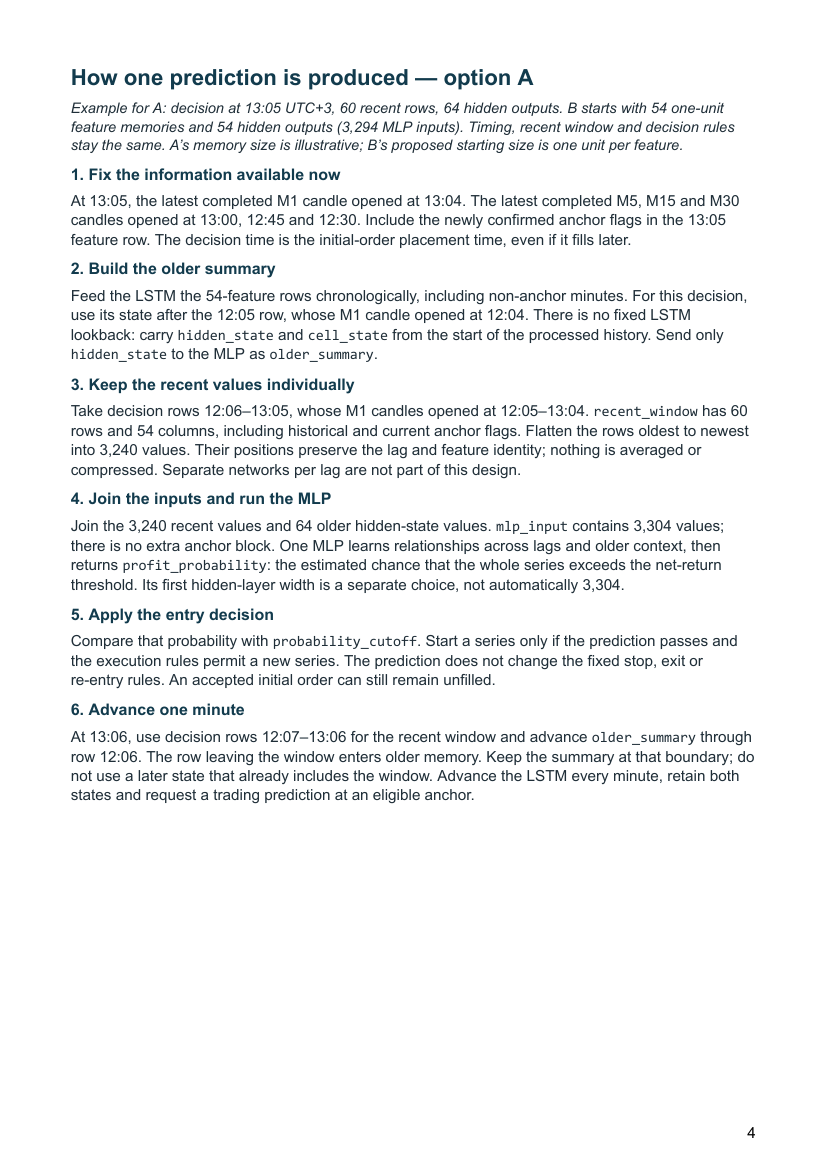 How one prediction is produced — option A
Example for A: decision at 13:05 UTC+3, 60 recent rows, 64 hidden outputs. B starts with 54 one-unit
feature memories and 54 hidden outputs (3,294 MLP inputs). Timing, recent window and decision rules
stay the same. A’s memory size is illustrative; B’s proposed starting size is one unit per feature.
1. Fix the information available now
At 13:05, the latest completed M1 candle opened at 13:04. The latest completed M5, M15 and M30
candles opened at 13:00, 12:45 and 12:30. Include the newly confirmed anchor flags in the 13:05
feature row. The decision time is the initial-order placement time, even if it fills later.
2. Build the older summary
Feed the LSTM the 54-feature rows chronologically, including non-anchor minutes. For this decision,
use its state after the 12:05 row, whose M1 candle opened at 12:04. There is no fixed LSTM
lookback: carry hidden_state and cell_state from the start of the processed history. Send only
hidden_state to the MLP as older_summary.
3. Keep the recent values individually
Take decision rows 12:06–13:05, whose M1 candles opened at 12:05–13:04. recent_window has 60
rows and 54 columns, including historical and current anchor flags. Flatten the rows oldest to newest
into 3,240 values. Their positions preserve the lag and feature identity; nothing is averaged or
compressed. Separate networks per lag are not part of this design.
4. Join the inputs and run the MLP
Join the 3,240 recent values and 64 older hidden-state values. mlp_input contains 3,304 values;
there is no extra anchor block. One MLP learns relationships across lags and older context, then
returns profit_probability: the estimated chance that the whole series exceeds the net-return
threshold. Its first hidden-layer width is a separate choice, not automatically 3,304.
5. Apply the entry decision
Compare that probability with probability_cutoff. Start a series only if the prediction passes and
the execution rules permit a new series. The prediction does not change the fixed stop, exit or
re-entry rules. An accepted initial order can still remain unfilled.
6. Advance one minute
At 13:06, use decision rows 12:07–13:06 for the recent window and advance older_summary through
row 12:06. The row leaving the window enters older memory. Keep the summary at that boundary; do
not use a later state that already includes the window. Advance the LSTM every minute, retain both
states and request a trading prediction at an eligible anchor.
4